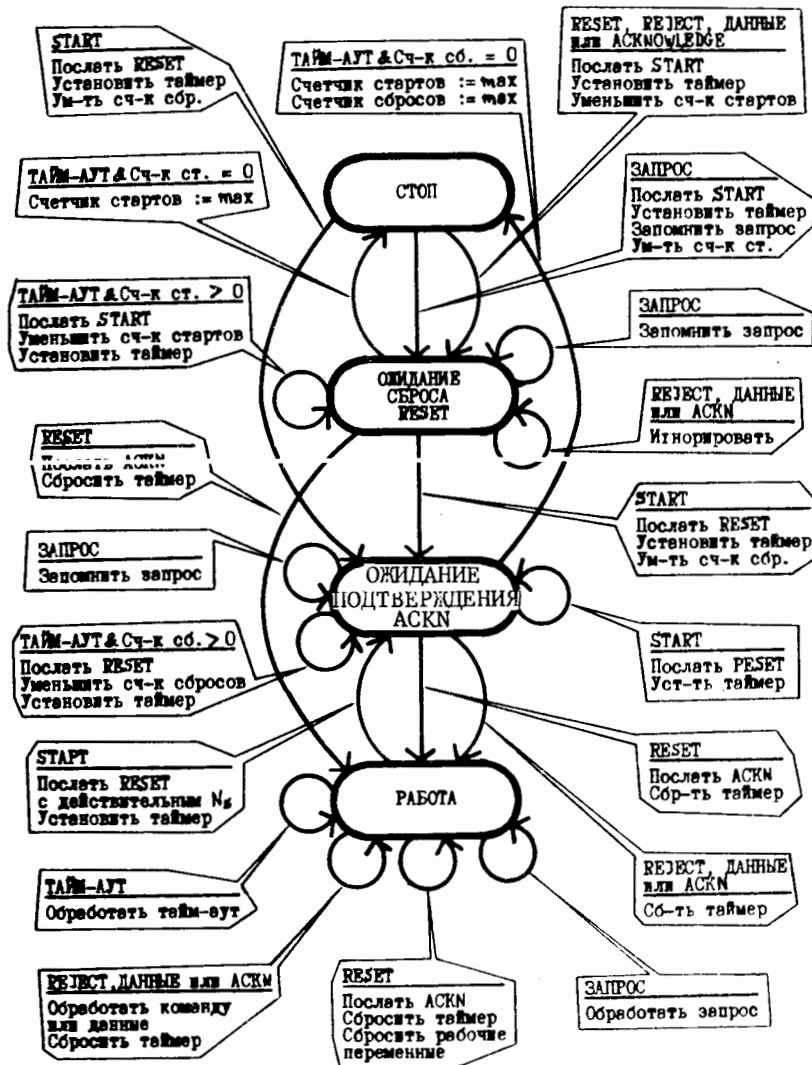 START
Послать RESET
Установить таймер
Ум-ть сч-к сбр.
ТАЙМ-АУТ & Сч-к сб. = 0
Счетчик стартов := max
Счетчик сбросов := max
RESET, REJECT, ДАННЫЕ
или ACKNOWLEDGE
Послать START
Установить таймер
Уменьшить сч-к стартов
ТАЙМ-АУТ & Сч-к ст. = 0
Счетчик стартов := max
СТОП
ЗАПРОС
Послать START
Установить таймер
Запомнить запрос
Ум-ть сч-к ст.
ТАЙМ-АУТ & Сч-к ст. > 0
Послать START
Уменьшить сч-к стартов
Установить таймер
ЗАПРОС
Запомнить запрос
ОЖИДАНИЕ
СБРОСА
RESET
REJECT, ДАННЫЕ
или ACKN
Игнорировать
RESET
Послать ACKN
Сбросить таймер
START
Послать RESET
Установить таймер
Ум-ть сч-к сбр.
ЗАПРОС
Запомнить запрос
ОЖИДАНИЕ
ПОДТВЕРЖДЕНИЯ
ACKN
ТАЙМ-АУТ & Сч-к сб. > 0
Послать RESET
Уменьшить сч-к сбросов
Установить таймер
START
Послать РESET
Уст-ть таймер
STAPT
Послать RESET
с действительным Ns
Установить таймер
RESET
Послать ACKN
Сбр-ть таймер
РАБОТА
ТАЙМ-АУТ
Обработать тайм-аут
REJECT, ДАННЫЕ
или ACKN
Сб-ть таймер
REJECT, ДАННЫЕ или ACKN
Обработать команду
или данные
Сбросить таймер
RESET
Послать ACKN
Сбросить таймер
Сбросить рабочие
переменные
ЗАПРОС
Обработать запрос